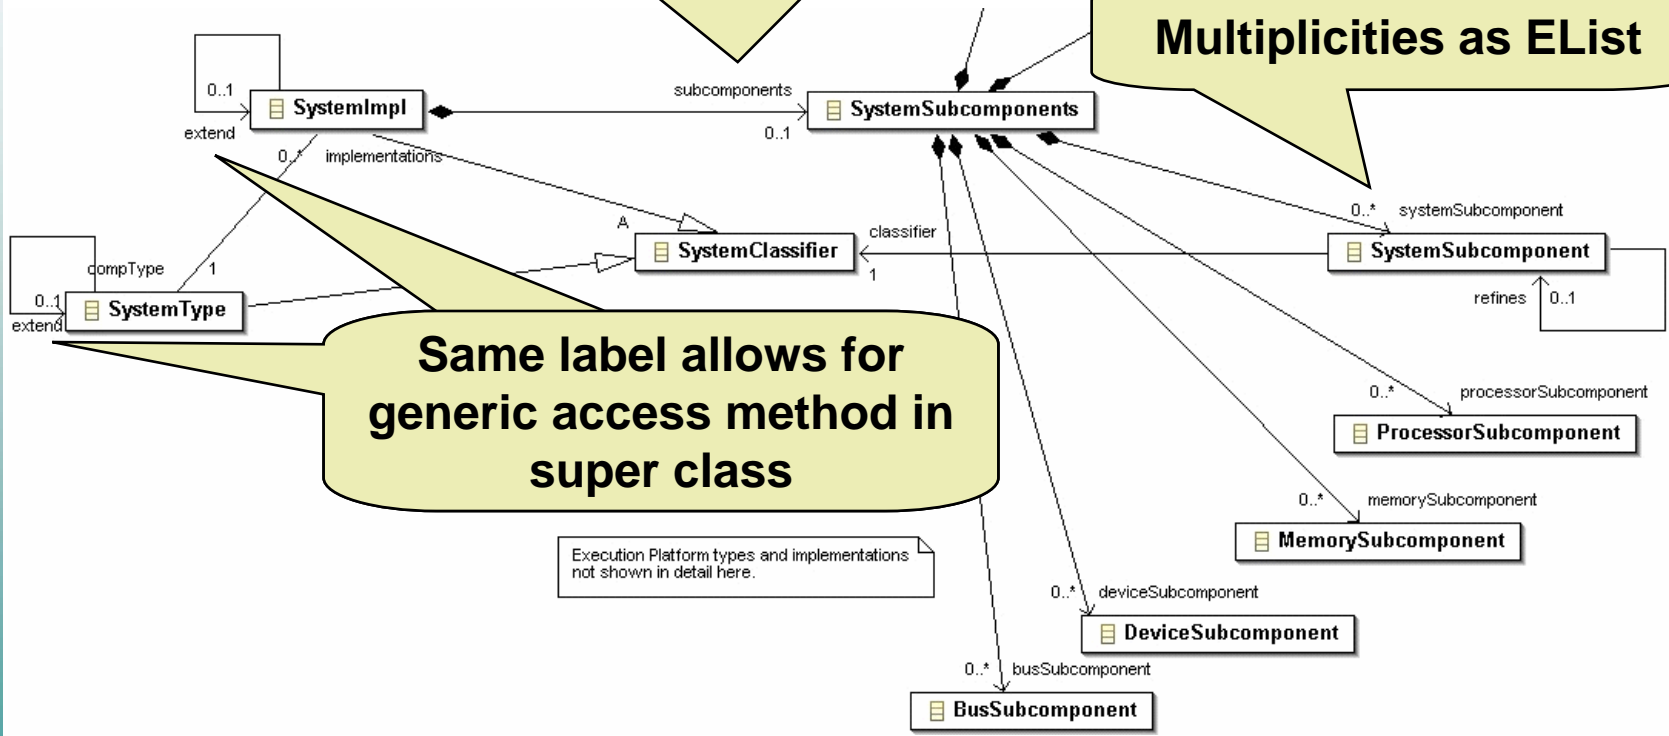 Multiplicities as EList
0..1
SystemImpl
extend
subcomponents
0..1
SystemSubcomponents
0..*
implementations
A
0..*
systemSubcomponent
SystemClassifier
classifier
1
SystemSubcomponent
refines
0..1
compType
1
0..1
SystemType
extend
Same label allows for
generic access method in
super class
0..*
processorSubcomponent
ProcessorSubcomponent
0..*
memorySubcomponent
MemorySubcomponent
Execution Platform types and implementations
not shown in detail here.
0..*
deviceSubcomponent
DeviceSubcomponent
0..*
busSubcomponent
BusSubcomponent